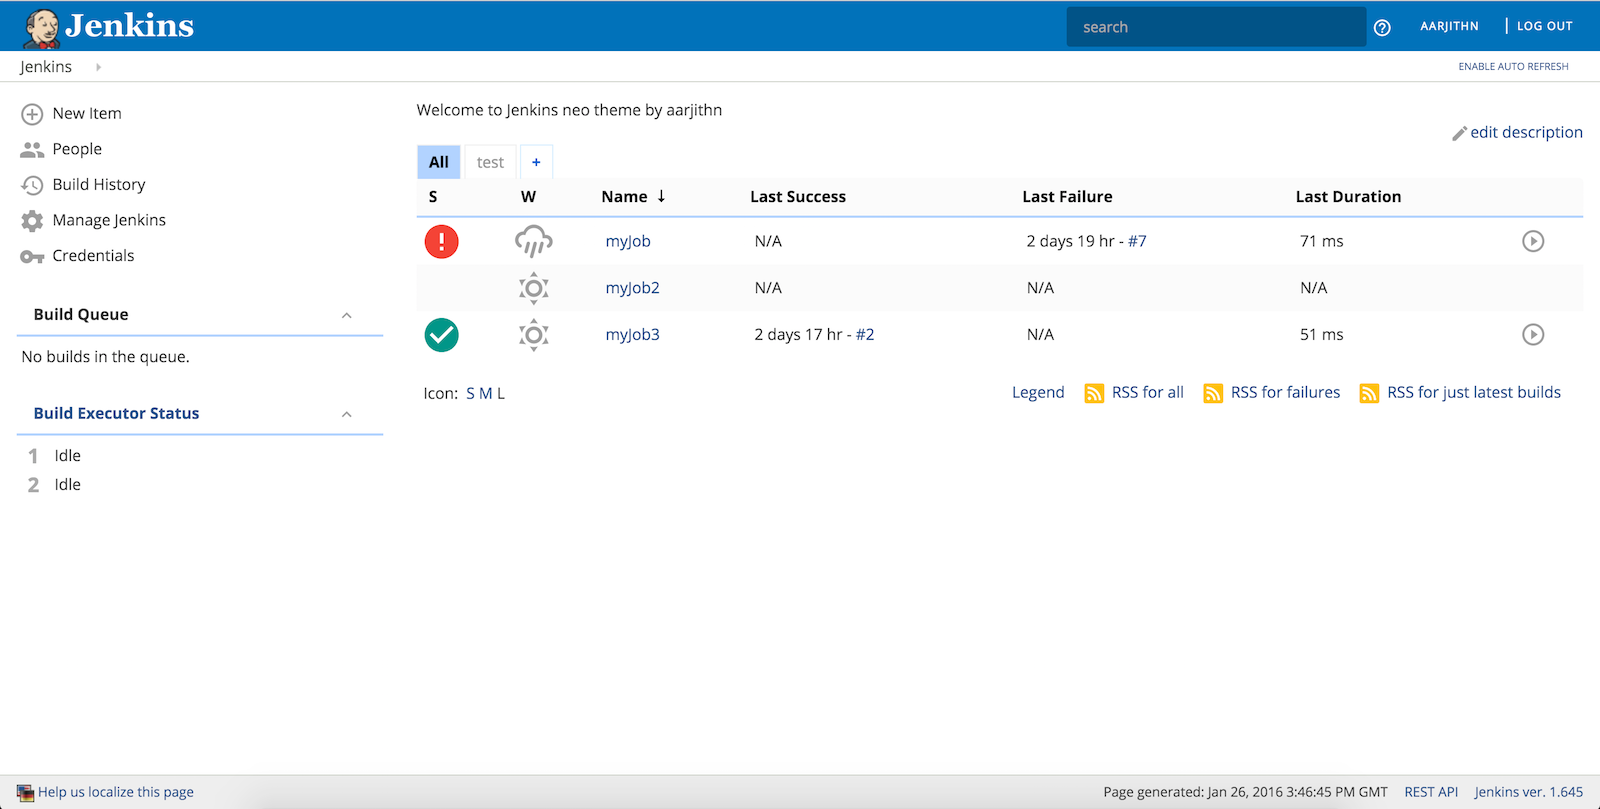 Jenkins
search
AARJITHN | LOG OUT
Jenkins
ENABLE AUTO REFRESH
New Item
People
Build History
Manage Jenkins
Credentials
Build Queue
No builds in the queue.
Build Executor Status
1 Idle
2 Idle
Welcome to Jenkins neo theme by aarjithn
edit description
All test +
S W Name ↓ Last Success Last Failure Last Duration
myJob N/A 2 days 19 hr - #7 71 ms
myJob2 N/A N/A N/A
myJob3 2 days 17 hr - #2 N/A 51 ms
Icon: S M L
Legend RSS for all RSS for failures RSS for just latest builds
Help us localize this page
Page generated: Jan 26, 2016 3:46:45 PM GMT REST API Jenkins ver. 1.645